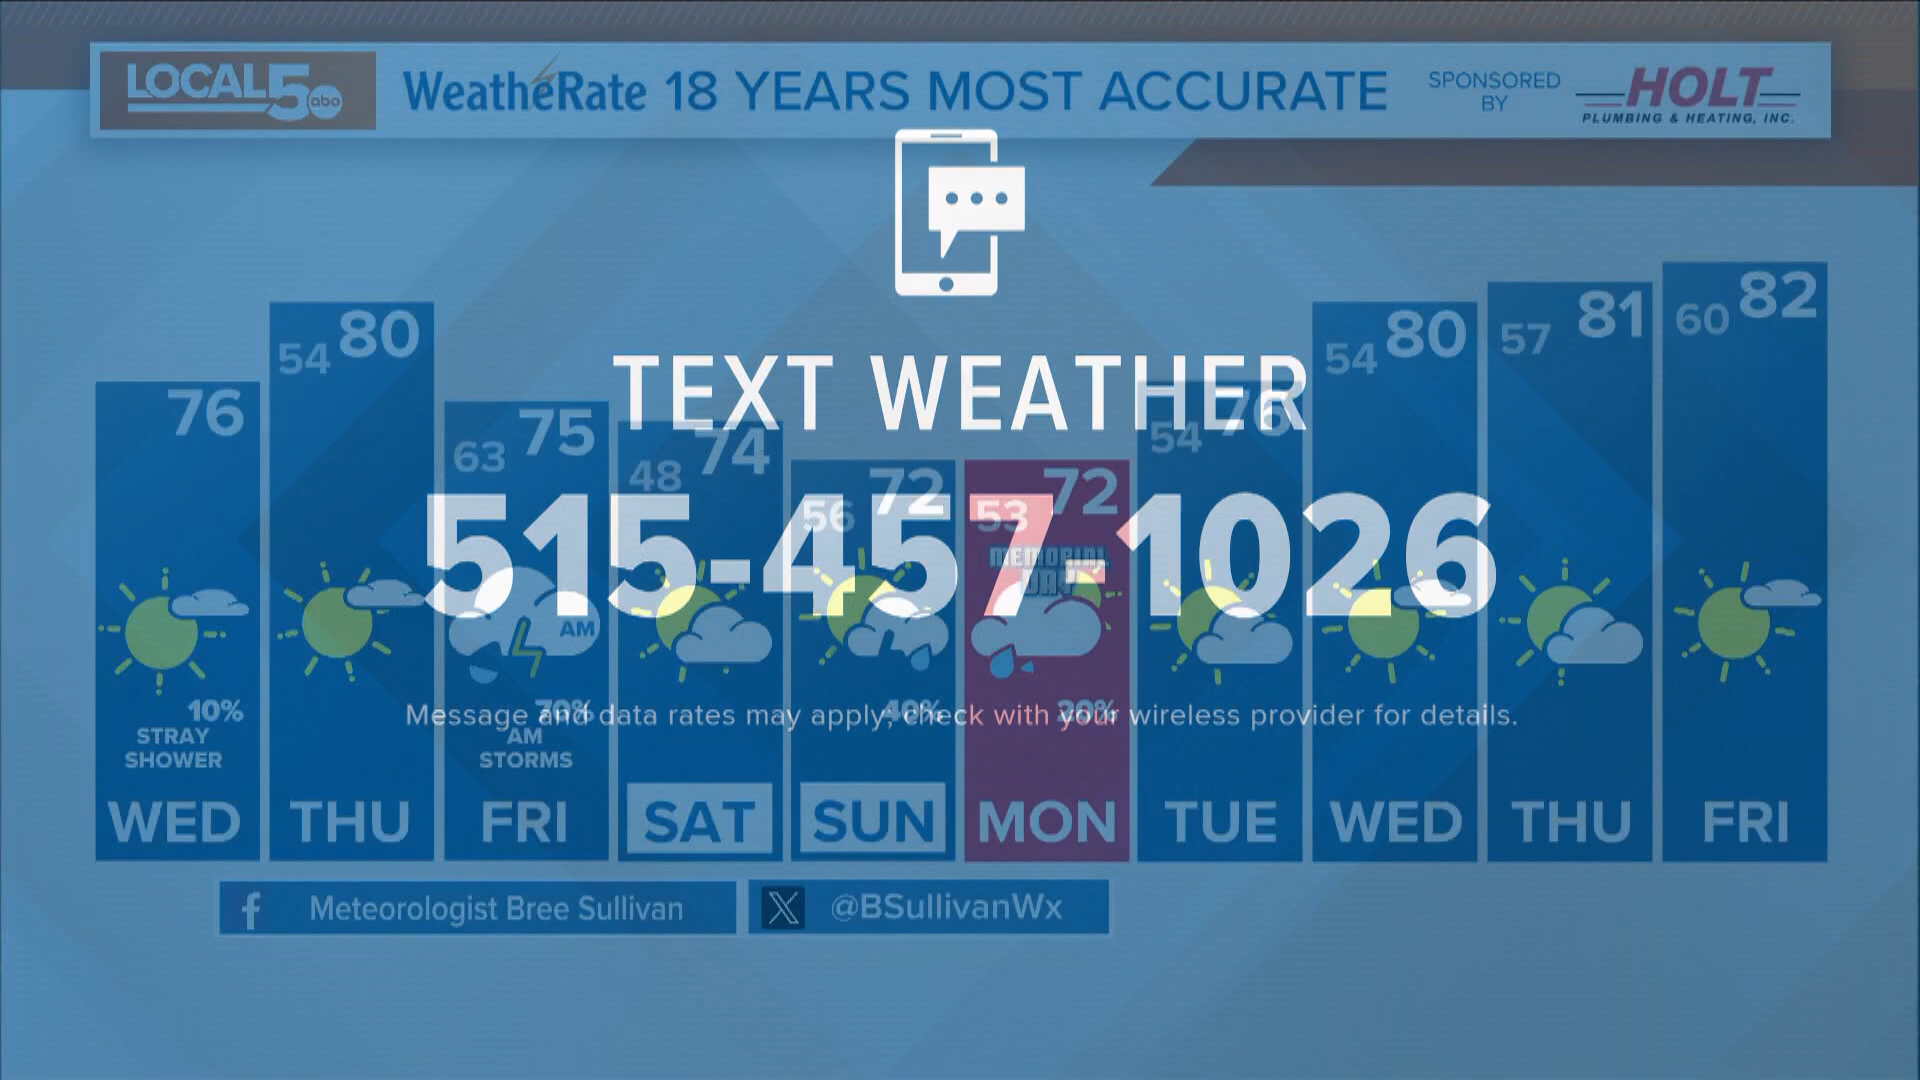 LOCAL 5 abc
WeatheRate 18 YEARS MOST ACCURATE
SPONSORED
BY
HOLT
PLUMBING & HEATING, INC.
TEXT WEATHER
515-457-1026
Message and data rates may apply; check with your wireless provider for details.
76
10%
STRAY
SHOWER
WED
54 80
THU
63 75
AM
70%
AM
STORMS
FRI
48 74
SAT
56 72
40%
SUN
53 72
MEMORIAL
DAY
20%
MON
54 76
TUE
54 80
WED
57 81
THU
60 82
FRI
f Meteorologist Bree Sullivan
X @BSullivanWx